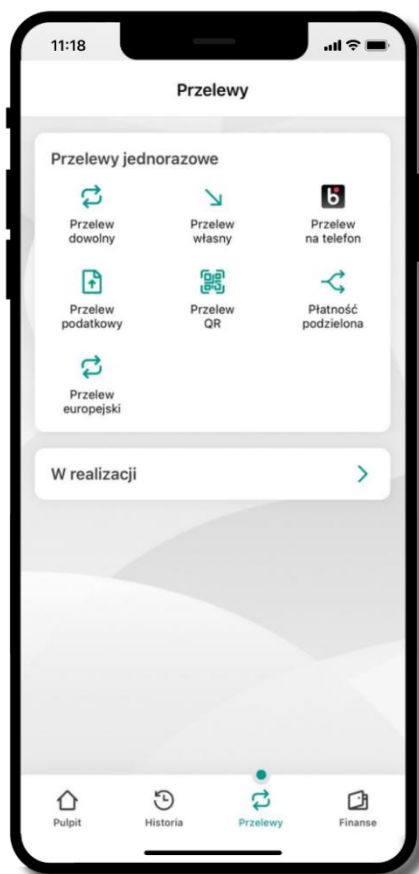 11:18
Przelewy
Przelewy jednorazowe
Przelew
dowolny
Przelew
własny
Przelew
na telefon
Przelew
podatkowy
Przelew
QR
Płatność
podzielona
Przelew
europejski
W realizacji
Pulpit
Historia
Przelewy
Finanse